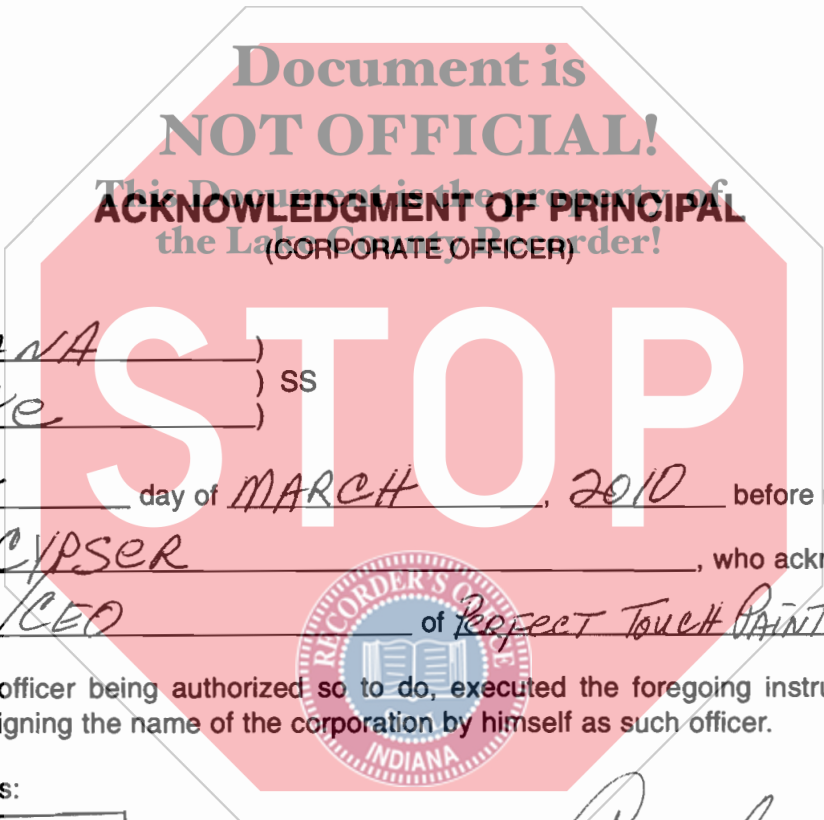 Document is
NOT OFFICIAL!
This Document is the property of
ACKNOWLEDGMENT OF PRINCIPAL
the Lake County Recorder!
(CORPORATE OFFICER)
STOP
NA )
) SS
e )
day of MARCH, 2010 before
CYPSER, who ackn
/CEO of PERFECT TOUCH PAINT
RECORDER'S OFFICE
INDIANA
officer being authorized so to do, executed the foregoing instru
igning the name of the corporation by himself as such officer.
s: